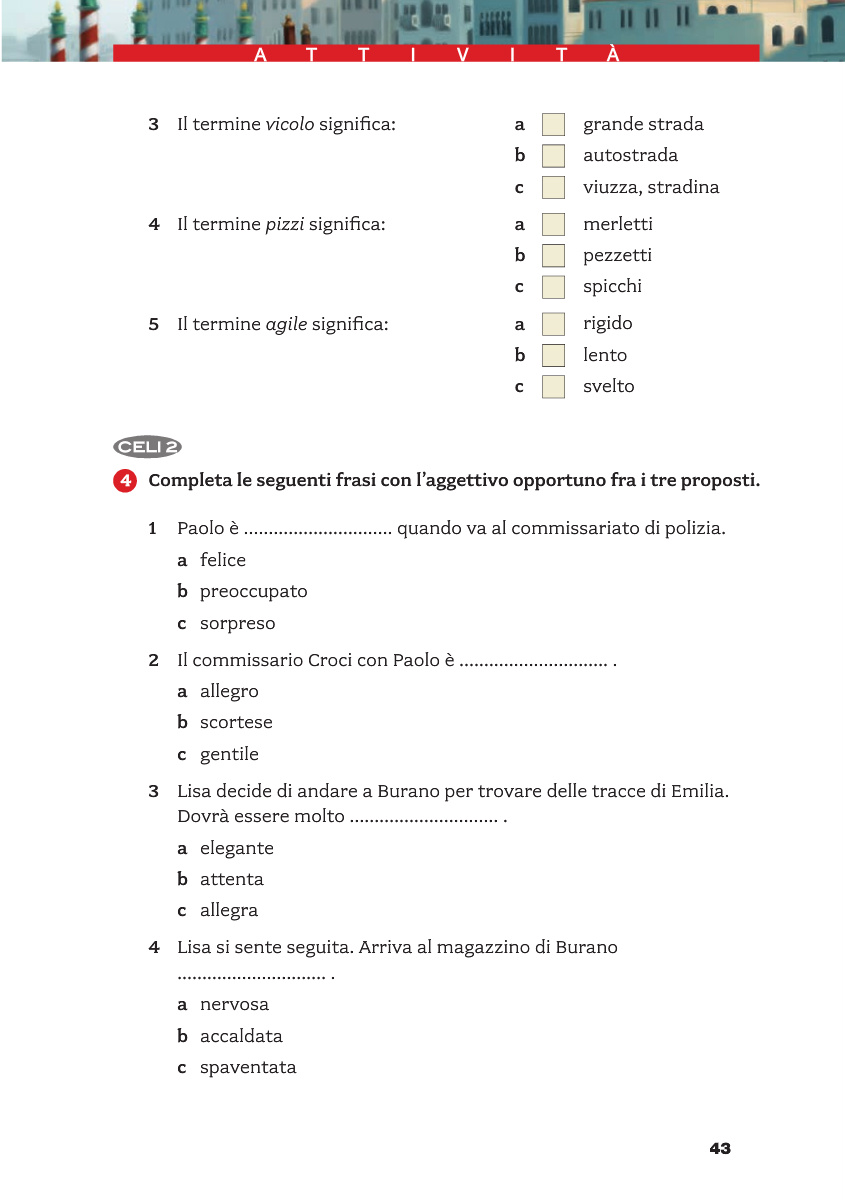 ATTIVITÀ
3 Il termine vicolo significa: a grande strada
b autostrada
c viuzza, stradina
4 Il termine pizzi significa: a merletti
b pezzetti
c spicchi
5 Il termine agile significa: a rigido
b lento
c svelto
CELI 2
4 Completa le seguenti frasi con l'aggettivo opportuno fra i tre proposti.
1 Paolo è .............................. quando va al commissariato di polizia.
a felice
b preoccupato
c sorpreso
2 Il commissario Croci con Paolo è .............................. .
a allegro
b scortese
c gentile
3 Lisa decide di andare a Burano per trovare delle tracce di Emilia.
Dovrà essere molto .............................. .
a elegante
b attenta
c allegra
4 Lisa si sente seguita. Arriva al magazzino di Burano
.............................. .
a nervosa
b accaldata
c spaventata
43